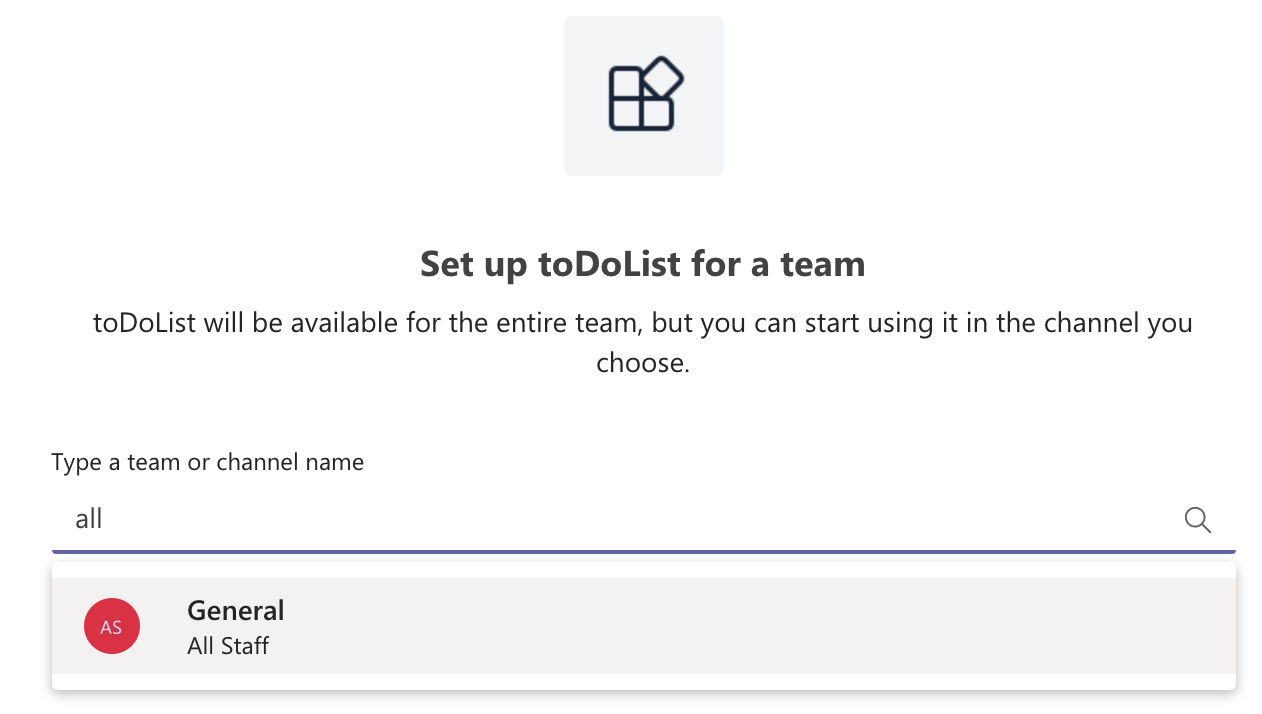 Set up toDoList for a team
toDoList will be available for the entire team, but you can start using it in the channel you
choose.
Type a team or channel name
all
AS
General
All Staff